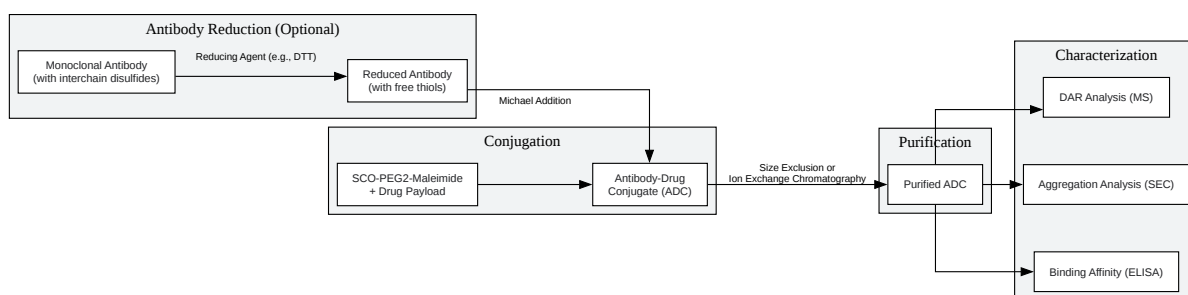 Antibody Reduction (Optional)
Monoclonal Antibody
(with interchain disulfides)
Reducing Agent (e.g., DTT)
Reduced Antibody
(with free thiols)
Michael Addition
Conjugation
SCO-PEG2-Maleimide
+ Drug Payload
Antibody-Drug
Conjugate (ADC)
Size Exclusion or
Ion Exchange Chromatography
Purification
Purified ADC
Characterization
DAR Analysis (MS)
Aggregation Analysis (SEC)
Binding Affinity (ELISA)